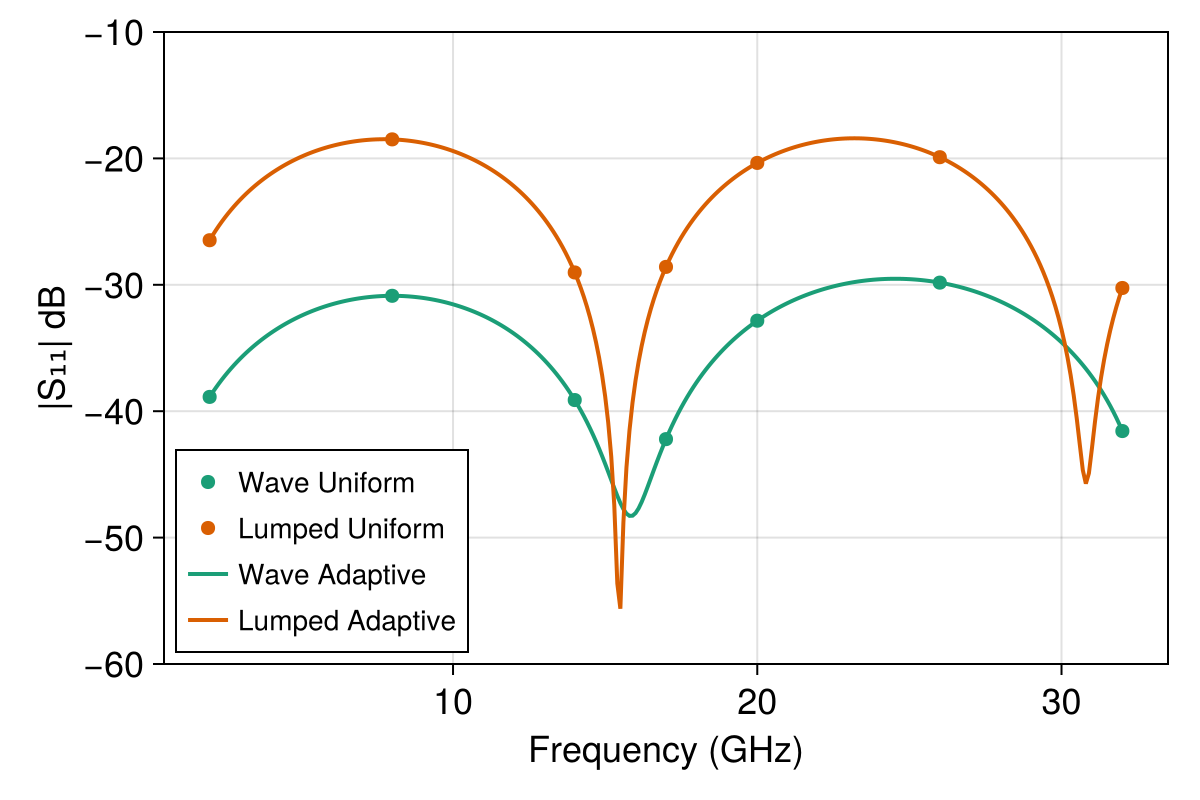 −10
−20
−30
−40
−50
−60
|S₁₁| dB
Wave Uniform
Lumped Uniform
Wave Adaptive
Lumped Adaptive
10 20 30
Frequency (GHz)